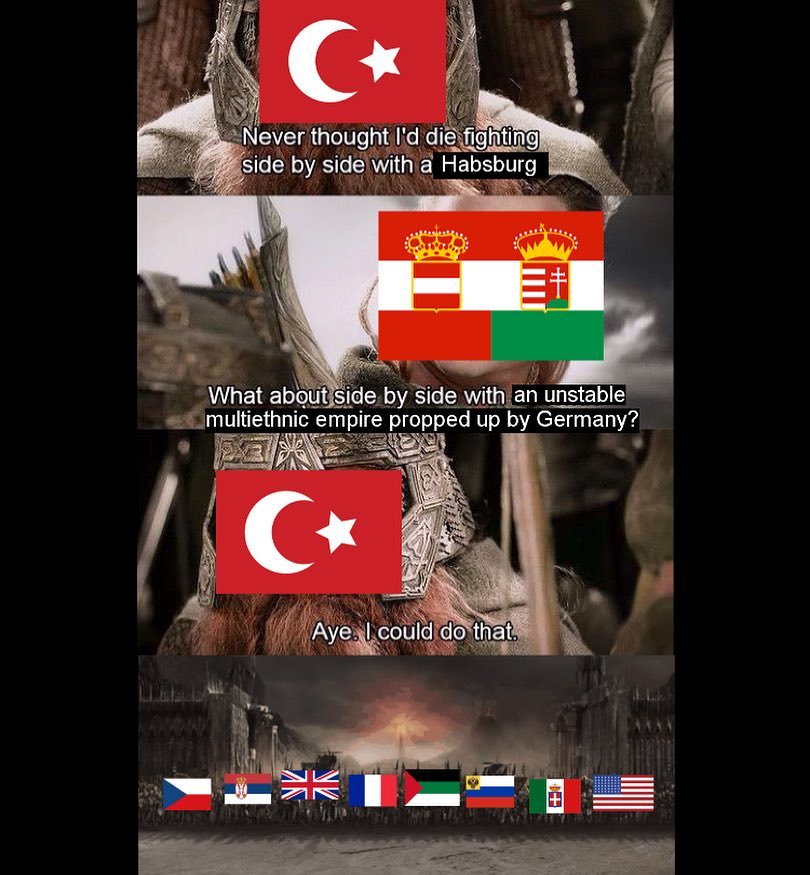 Never thought I'd die fighting
side by side with a Habsburg
What about side by side with an unstable
multiethnic empire propped up by Germany?
Aye. I could do that.